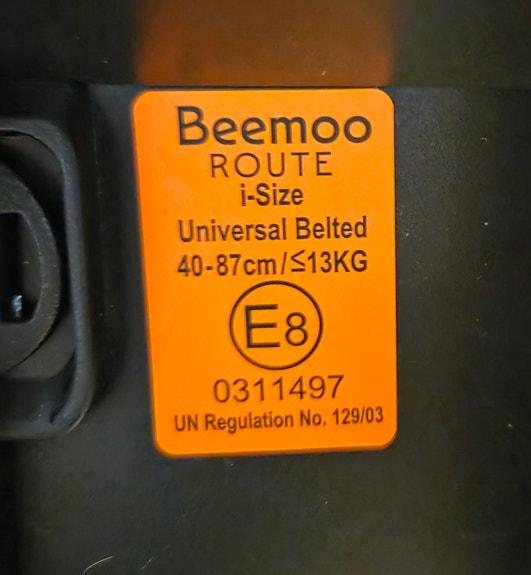 Beemoo
ROUTE
i-Size
Universal Belted
40-87cm/≤13KG
E8
0311497
UN Regulation No. 129/03